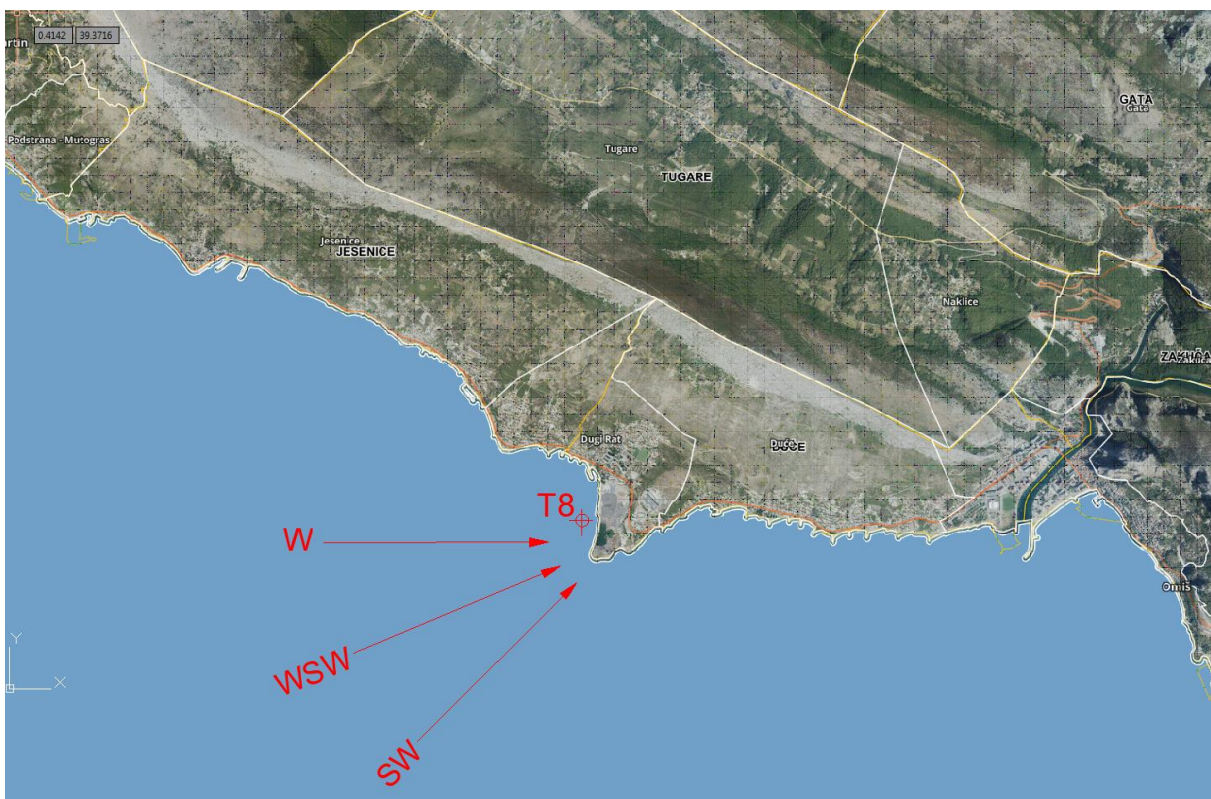 0.4142 39.3716
GATA
Gata
Podstrana - Mutogras
Tugare
TUGARE
Jesenice
JESENICE
Naklice
Dugi Rat
Duće
DUĆE
T8
W
WSW
SW
Omiš
Y
X